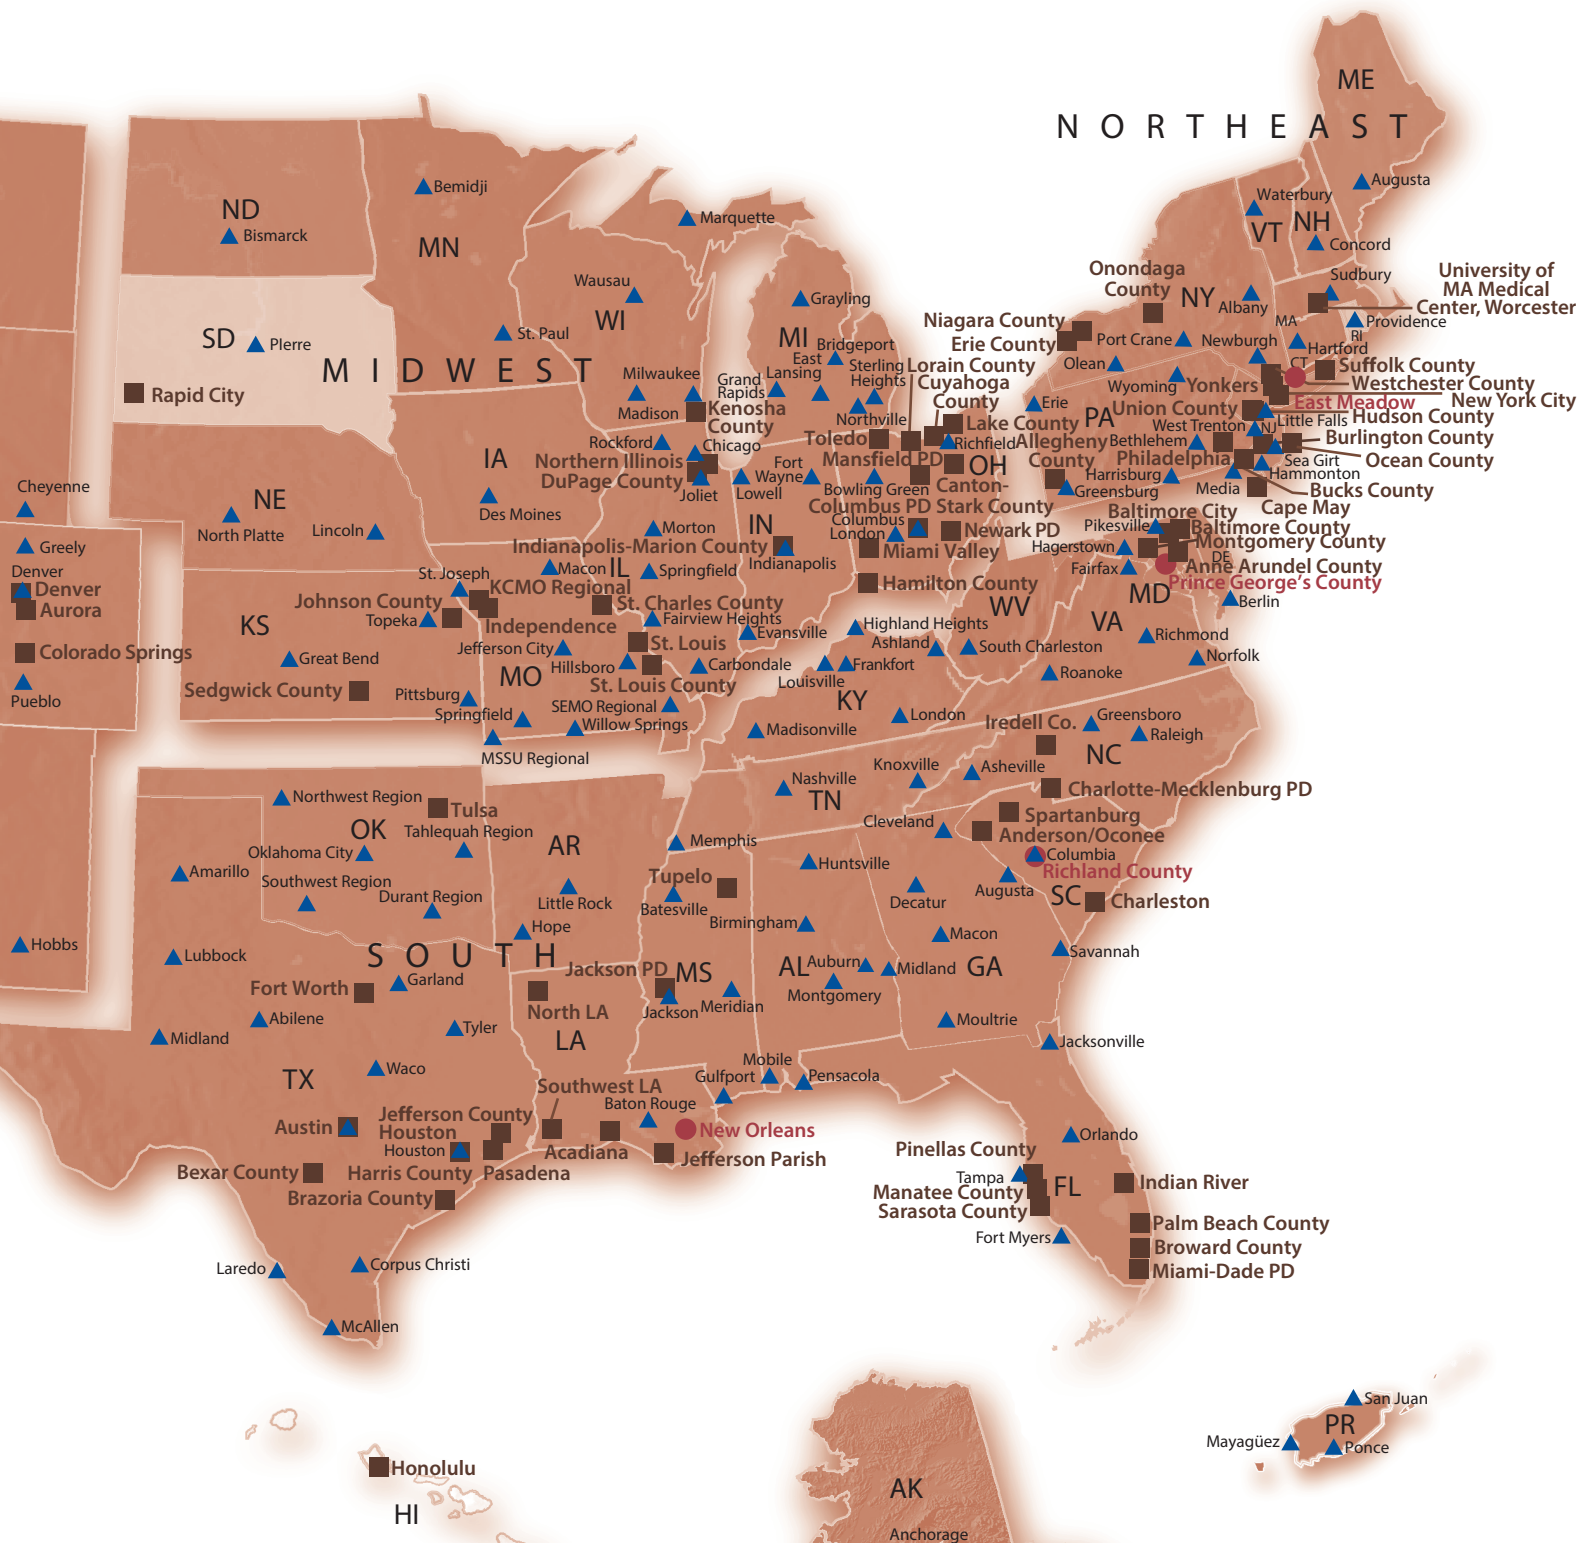 ME
NORTHEAST
Bemidji
Augusta
Waterbury
ND
Bismarck
Marquette
NH
VT
MN
Concord
Onondaga
County
Sudbury
University of
MA Medical
Center, Worcester
Wausau
Grayling
NY
Albany
MA
Providence
RI
WI
Niagara County
Erie County
Port Crane
Newburgh
Hartford
CT
St. Paul
SD
PIerre
MI
Bridgeport
East
Lansing
Sterling
Heights
Lorain County
Olean
Suffolk County
MIDWEST
Milwaukee
Grand
Rapids
Cuyahoga
County
Wyoming
Yonkers
Westchester County
Rapid City
Madison
Kenosha
County
Northville
Erie
PA
Union County
East Meadow
New York City
Little Falls
Hudson County
Lake County
West Trenton
NJ
Rockford
Chicago
Toledo
Richfield
Allegheny
County
Bethlehem
Burlington County
IA
Northern Illinois
Fort
Wayne
Mansfield PD
OH
Philadelphia
Sea Girt
Ocean County
DuPage County
Joliet
Lowell
Bowling Green
Canton-
Stark County
Harrisburg
Hammonton
Greensburg
Media
Bucks County
Cheyenne
NE
North Platte
Lincoln
Des Moines
Morton
IN
Columbus PD
Columbus
London
Newark PD
Baltimore City
Cape May
Pikesville
Baltimore County
Greely
Indianapolis-Marion County
Indianapolis
Miami Valley
Hagerstown
Montgomery County
DE
Denver
Denver
Aurora
St. Joseph
Macon
IL
Springfield
Fairfax
Anne Arundel County
Prince George's County
KCMO Regional
Hamilton County
WV
MD
Berlin
Johnson County
St. Charles County
Topeka
Independence
Fairview Heights
Evansville
Highland Heights
VA
Richmond
KS
Jefferson City
St. Louis
Ashland
South Charleston
Norfolk
Colorado Springs
Great Bend
Hillsboro
Carbondale
Louisville
Frankfort
Roanoke
Pueblo
Sedgwick County
MO
St. Louis County
KY
Pittsburg
SEMO Regional
Springfield
Willow Springs
Madisonville
London
Iredell Co.
Greensboro
Raleigh
MSSU Regional
NC
Knoxville
Asheville
Nashville
TN
Charlotte-Mecklenburg PD
Northwest Region
Tulsa
Spartanburg
OK
Tahlequah Region
Cleveland
Anderson/Oconee
AR
Memphis
Oklahoma City
Columbia
Huntsville
Richland County
Amarillo
Southwest Region
Tupelo
Augusta
Durant Region
Little Rock
Batesville
Decatur
SC
Charleston
Birmingham
Hope
Macon
Hobbs
Lubbock
SOUTH
Savannah
Jackson PD
MS
AL
Auburn
Midland
GA
Garland
Fort Worth
North LA
Jackson
Meridian
Montgomery
Abilene
Tyler
Moultrie
Midland
LA
Jacksonville
TX
Waco
Mobile
Southwest LA
Gulfport
Pensacola
Baton Rouge
Jefferson County
Austin
Houston
New Orleans
Orlando
Houston
Acadiana
Jefferson Parish
Pinellas County
Bexar County
Harris County
Pasadena
Tampa
FL
Indian River
Brazoria County
Manatee County
Sarasota County
Palm Beach County
Fort Myers
Broward County
Laredo
Corpus Christi
Miami-Dade PD
McAllen
San Juan
PR
Mayagüez
Ponce
Honolulu
AK
HI
Anchorage